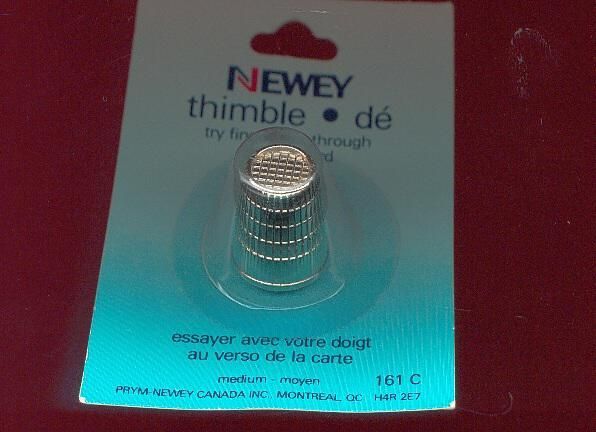 NEWEY
thimble • dé
try through
essayer avec votre doigt
au verso de la carte
medium - moyen 161 C
PRYM-NEWEY CANADA INC., MONTREAL, QC H4R 2E7